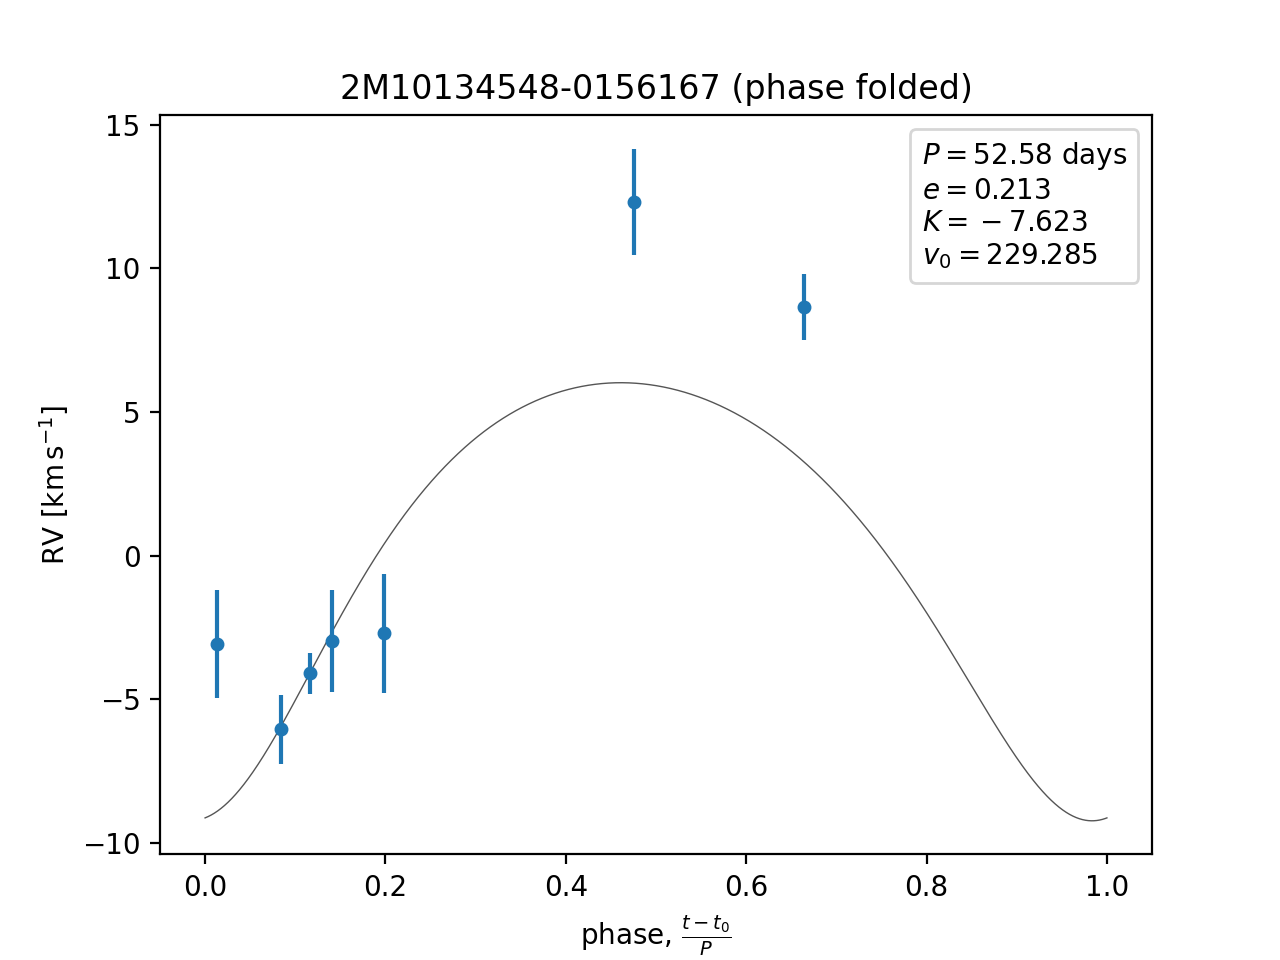 2M10134548-0156167 (phase folded)
P = 52.58 days
e = 0.213
K = −7.623
v₀ = 229.285
15
10
5
0
−5
−10
RV [km s⁻¹]
0.0 0.2 0.4 0.6 0.8 1.0
phase, (t − t₀)/P